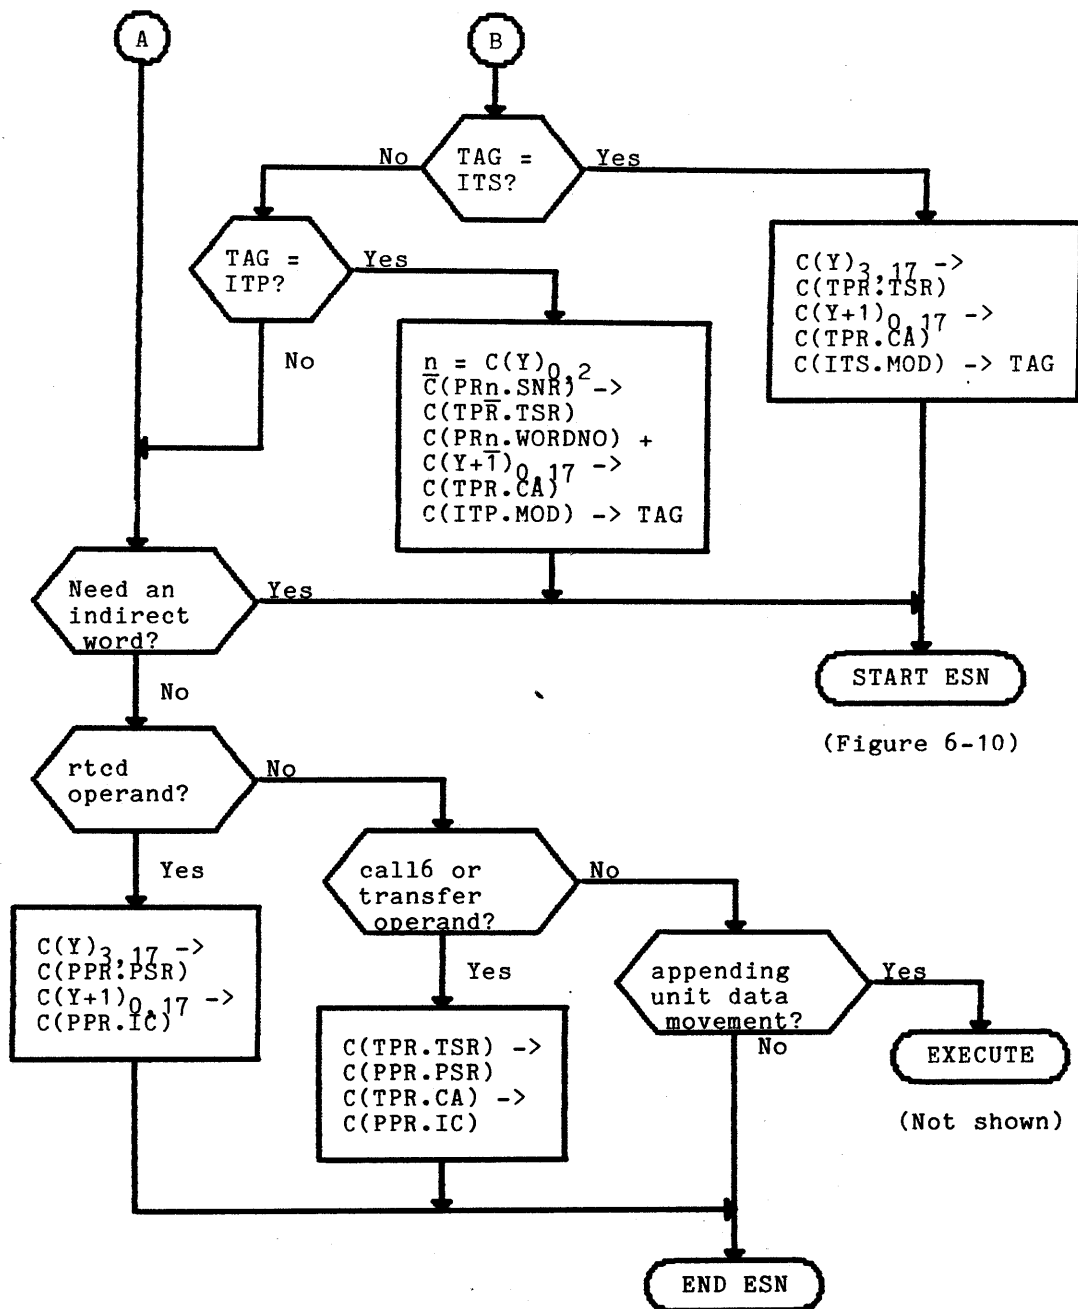 A
B
TAG =
ITS?
No
Yes
TAG =
ITP?
Yes
No
C(Y)3,17 ->
C(TPR.TSR)
C(Y+1)0,17 ->
C(TPR.CA)
C(ITS.MOD) -> TAG
n = C(Y)0,2
C(PRn.SNR) ->
C(TPR.TSR)
C(PRn.WORDNO) +
C(Y+1)0,17 ->
C(TPR.CA)
C(ITP.MOD) -> TAG
Need an
indirect
word?
Yes
No
START ESN
(Figure 6-10)
rtcd
operand?
No
Yes
call6 or
transfer
operand?
No
Yes
C(Y)3,17 ->
C(PPR.PSR)
C(Y+1)0,17 ->
C(PPR.IC)
appending
unit data
movement?
Yes
No
C(TPR.TSR) ->
C(PPR.PSR)
C(TPR.CA) ->
C(PPR.IC)
EXECUTE
(Not shown)
END ESN